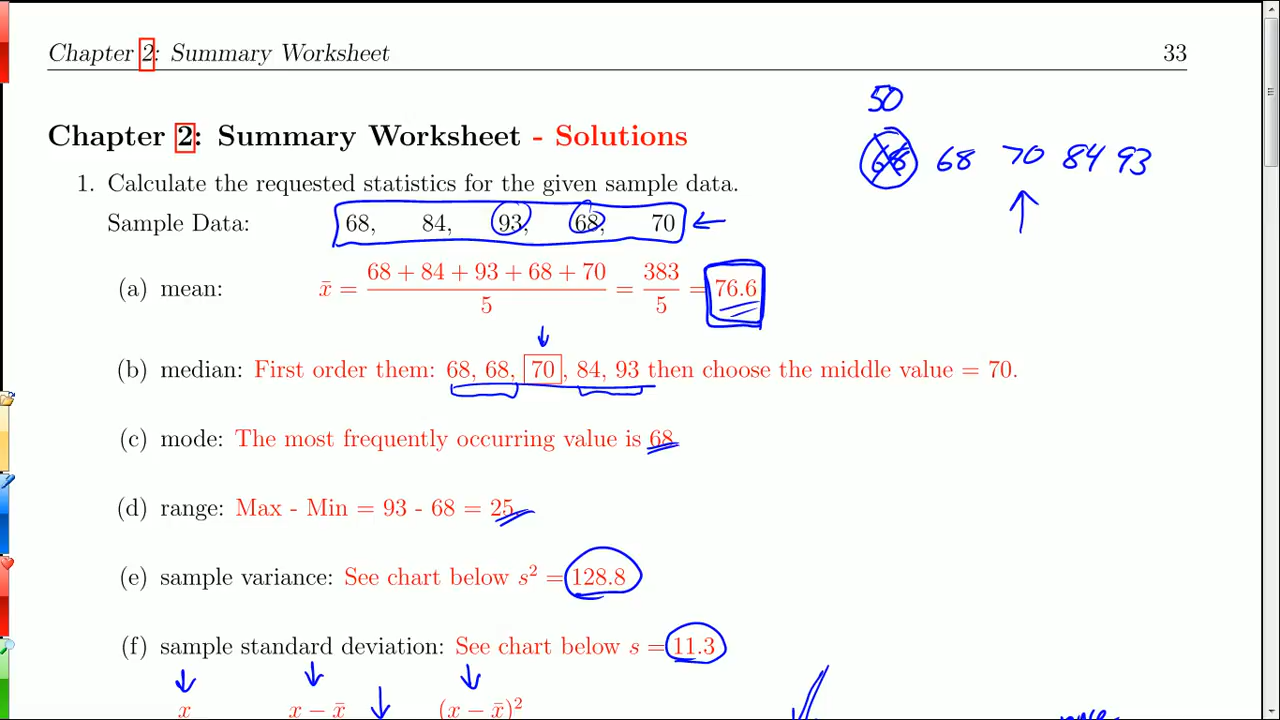 Chapter 2: Summary Worksheet 33
50
Chapter 2: Summary Worksheet - Solutions
68 68 70 84 93
1. Calculate the requested statistics for the given sample data.
Sample Data: 68, 84, 93, 68, 70
(a) mean: x̄ = (68 + 84 + 93 + 68 + 70)/5 = 383/5 = 76.6
(b) median: First order them: 68, 68, 70, 84, 93 then choose the middle value = 70.
(c) mode: The most frequently occurring value is 68
(d) range: Max - Min = 93 - 68 = 25
(e) sample variance: See chart below s² = 128.8
(f) sample standard deviation: See chart below s = 11.3
x x − x̄ (x − x̄)²